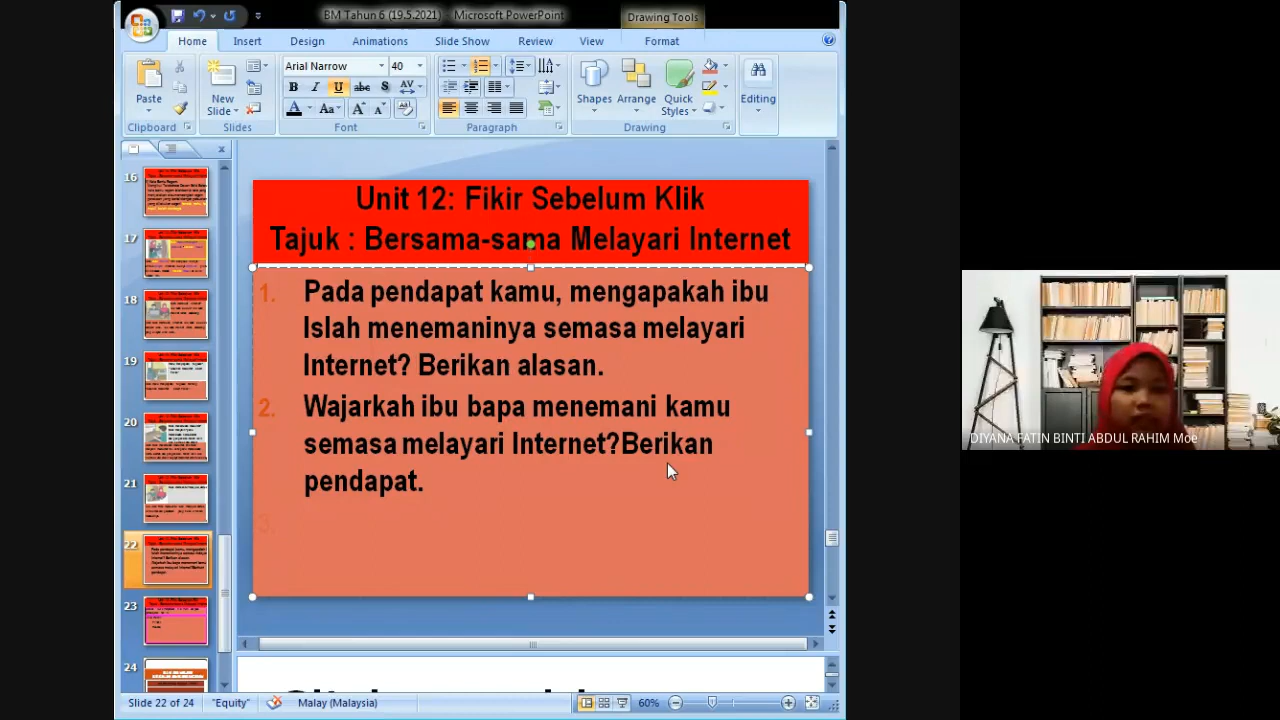 BM Tahun 6 (19.5.2021) - Microsoft PowerPoint
Drawing Tools
Home
Insert
Design
Animations
Slide Show
Review
View
Format
Paste
New
Slide
Arial Narrow
40
B I U abc S AV
A Aa A A
Shapes
Arrange
Quick
Styles
Editing
Clipboard
Slides
Font
Paragraph
Drawing
16
17
18
19
20
21
22
23
24
Unit 12: Fikir Sebelum Klik
Tajuk : Bersama-sama Melayari Internet
1. Pada pendapat kamu, mengapakah ibu
Islah menemaninya semasa melayari
Internet? Berikan alasan.
2. Wajarkah ibu bapa menemani kamu
semasa melayari Internet?Berikan
pendapat.
3.
DIYANA FATIN BINTI ABDUL RAHIM Moe
Slide 22 of 24
"Equity"
Malay (Malaysia)
60%